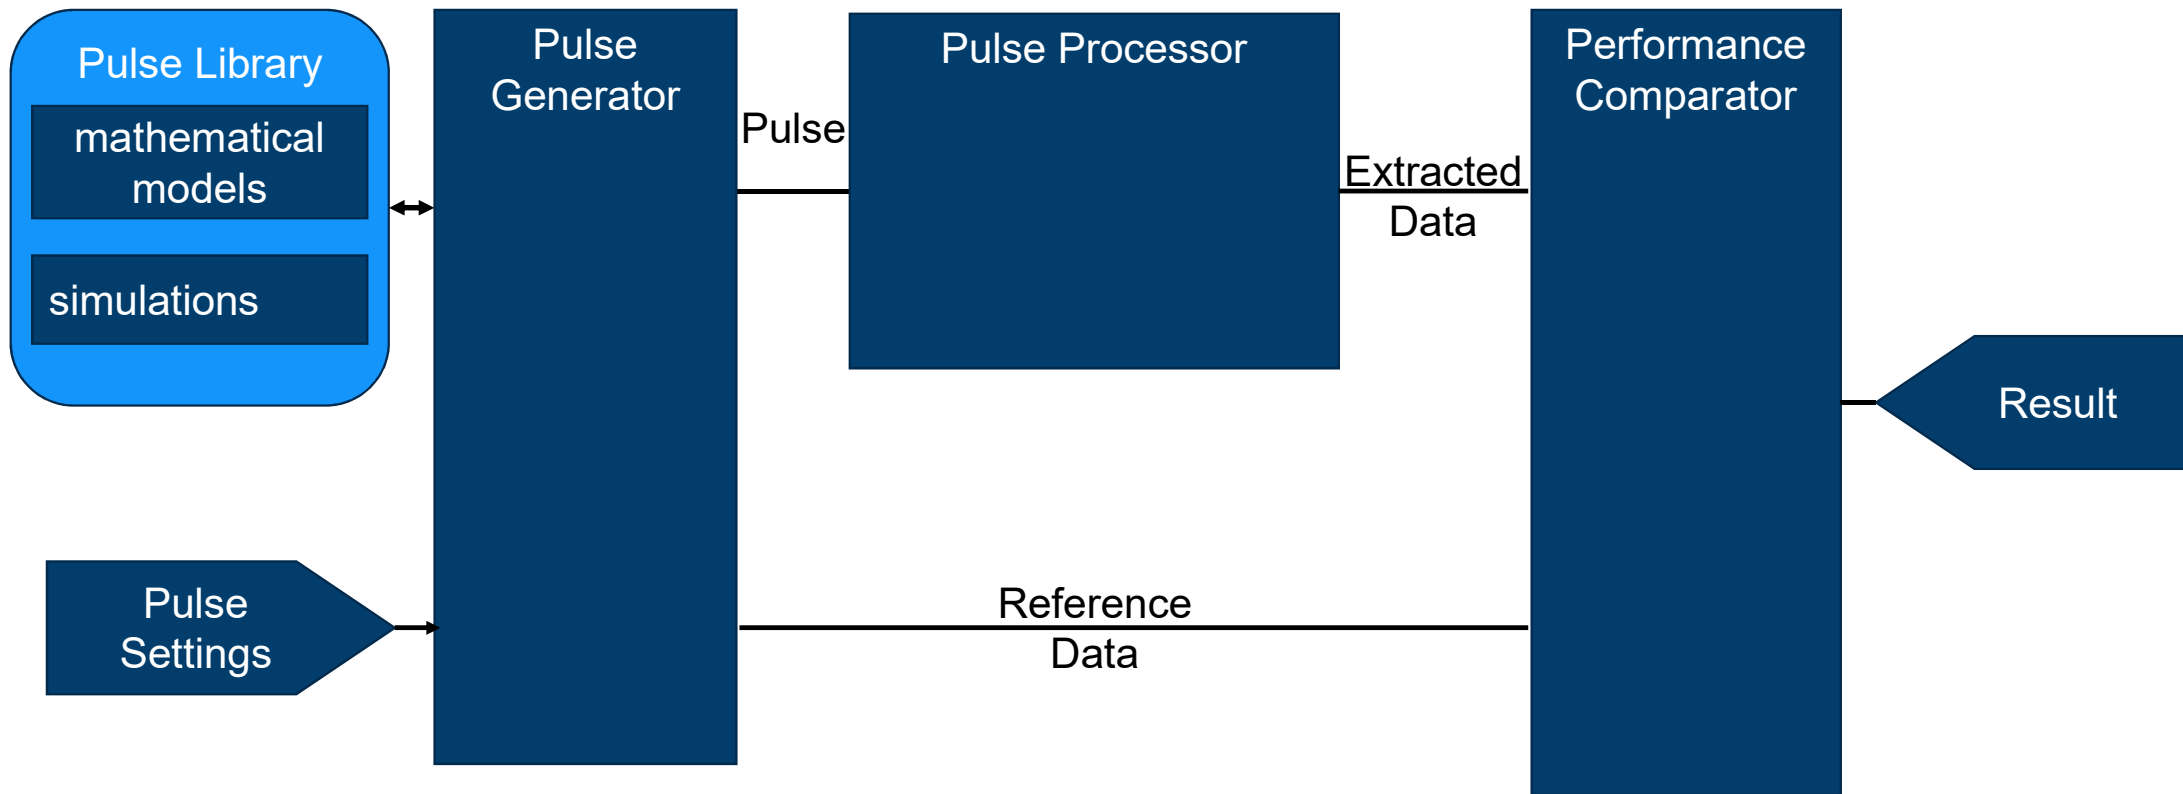 Pulse Library
mathematical
models
simulations
Pulse
Settings
Pulse
Generator
Pulse
Pulse Processor
Extracted
Data
Reference
Data
Performance
Comparator
Result